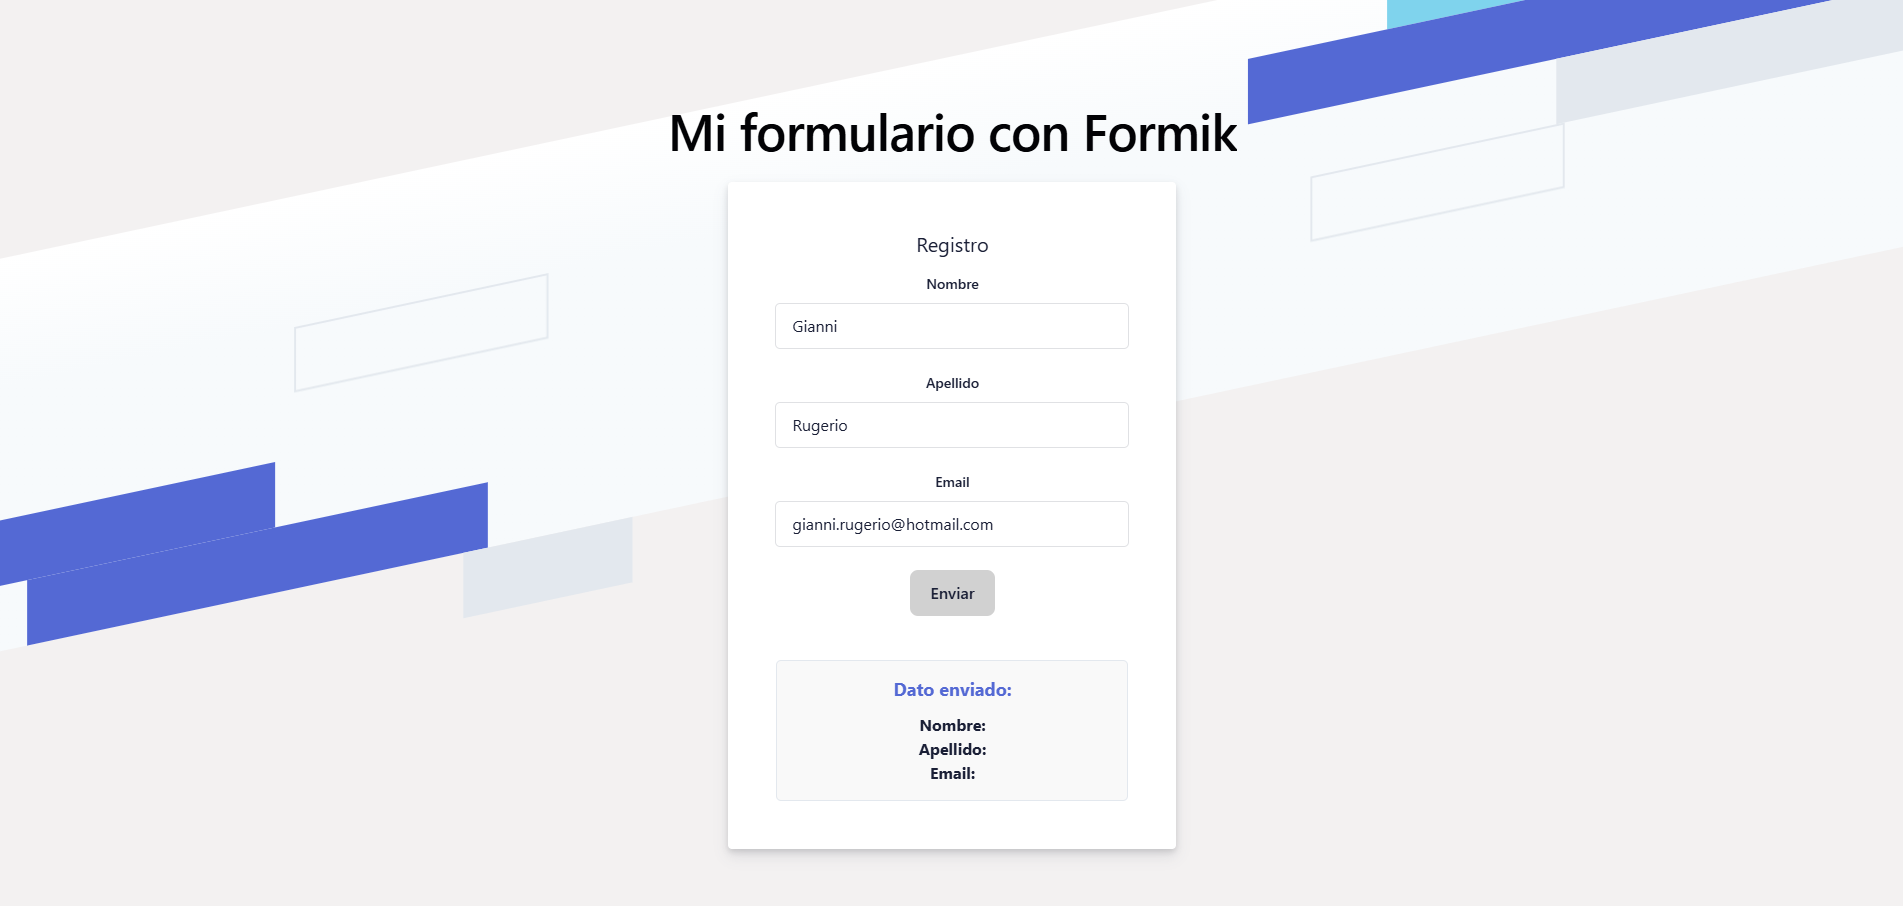 Mi formulario con Formik
Registro
Nombre
Gianni
Apellido
Rugerio
Email
gianni.rugerio@hotmail.com
Enviar
Dato enviado:
Nombre:
Apellido:
Email: